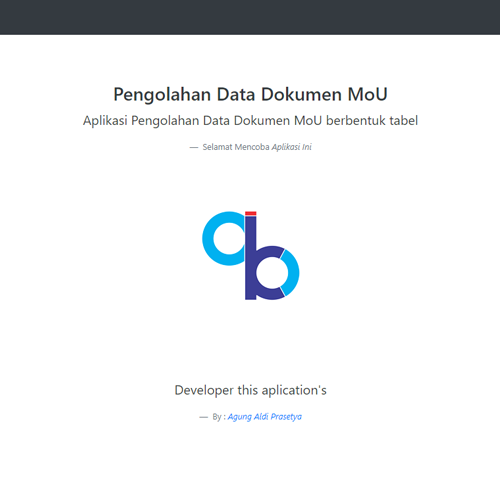 Pengolahan Data Dokumen MoU
Aplikasi Pengolahan Data Dokumen MoU berbentuk tabel
— Selamat Mencoba Aplikasi Ini
Developer this aplication's
— By : Agung Aldi Prasetya